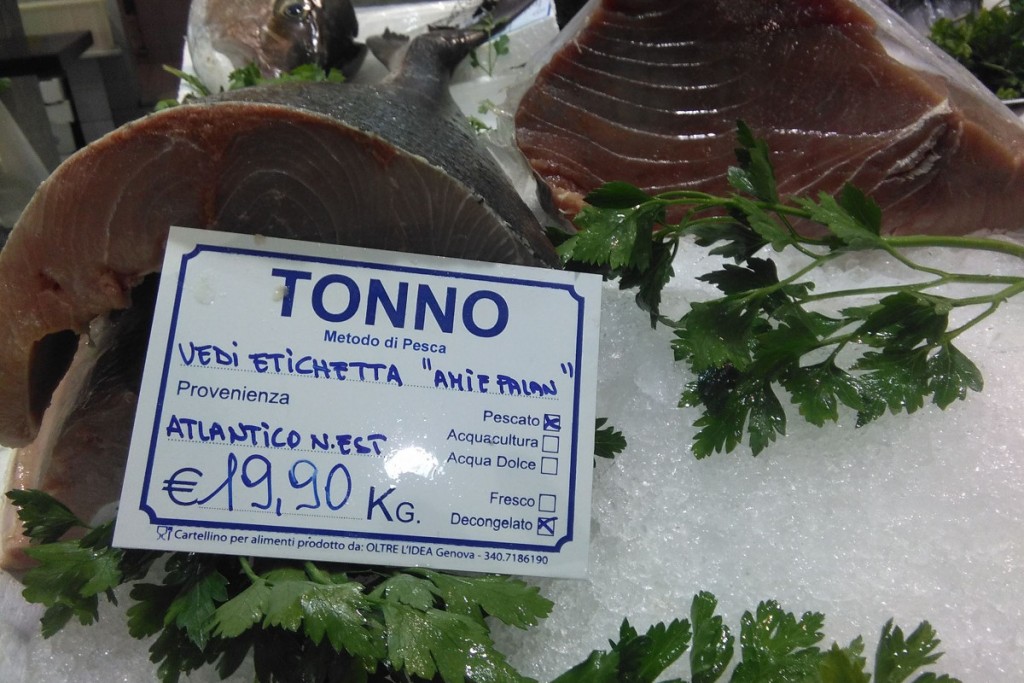 TONNO
Metodo di Pesca
VEDI ETICHETTA "AMI E PALAN"
Provenienza
Pescato
ATLANTICO N.EST
Acquacultura
Acqua Dolce
€ 19,90 KG.
Fresco
Decongelato
Cartellino per alimenti prodotto da: OLTRE L'IDEA Genova - 340.7186190